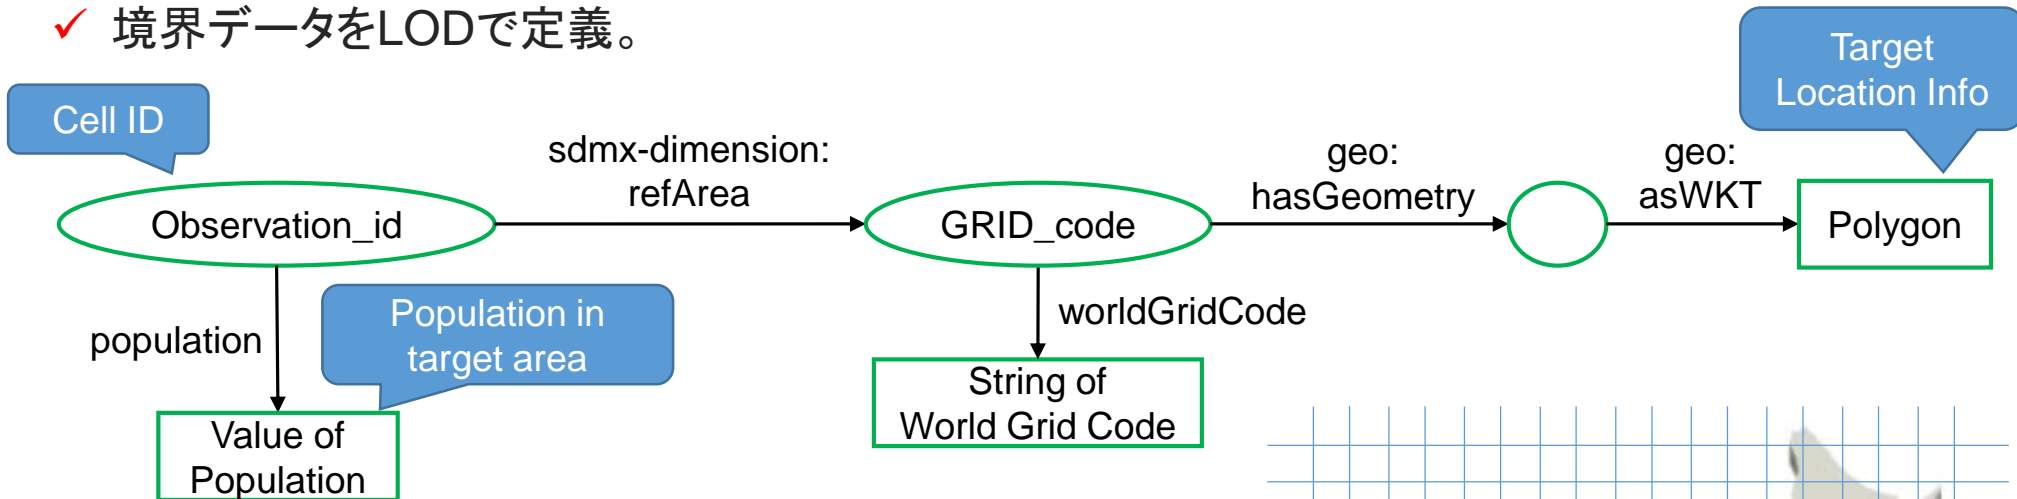 ✓ 境界データをLODで定義。
Target
Location Info
Cell ID
sdmx-dimension:
refArea
geo:
hasGeometry
geo:
asWKT
Observation_id
GRID_code
Polygon
population
Population in
target area
worldGridCode
Value of
Population
String of
World Grid Code